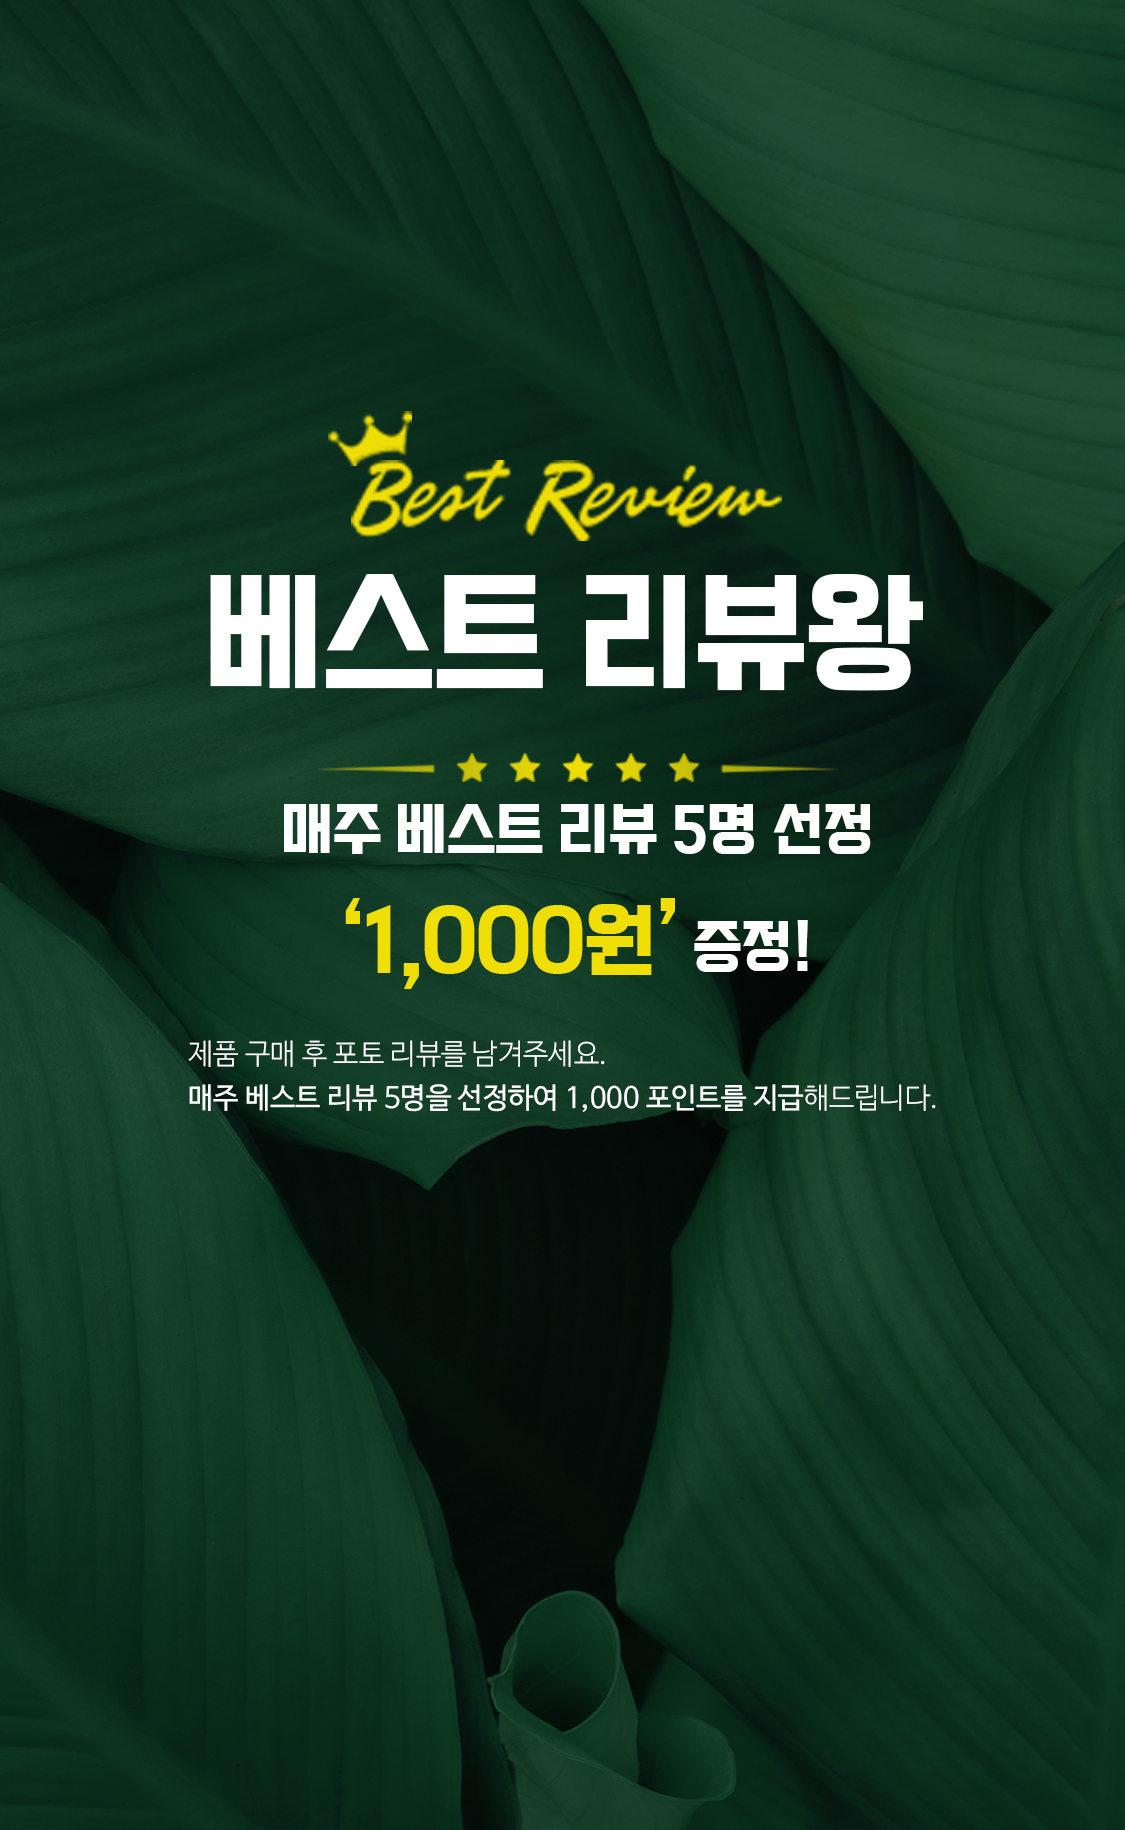 Best Review
베스트 리뷰왕
매주 베스트 리뷰 5명 선정
‘1,000원’ 증정!
제품 구매 후 포토 리뷰를 남겨주세요.
매주 베스트 리뷰 5명을 선정하여 1,000 포인트를 지급해드립니다.